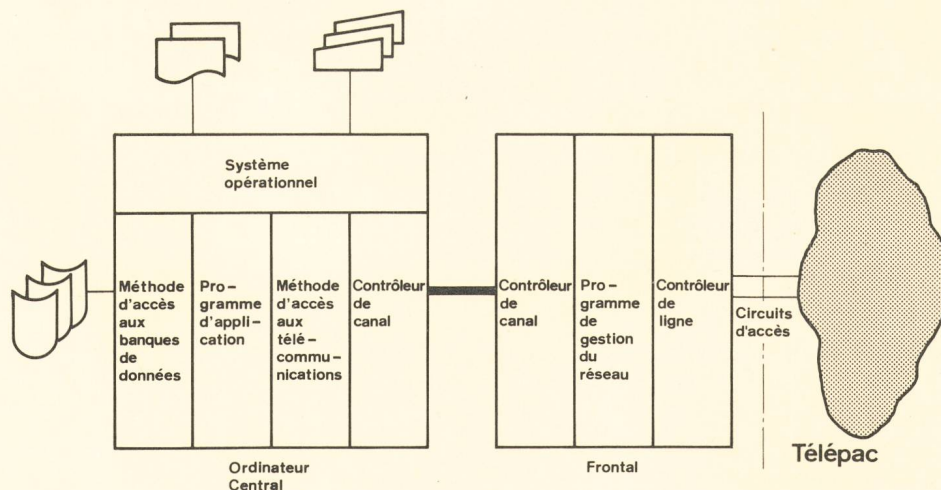 Système
opérationnel
Méthode
d'accès
aux
banques
de
données
Pro-
gramme
d'appli-
cation
Méthode
d'accès
aux
télé-
commu-
nications
Contrôleur
de
canal
Contrôleur
de
canal
Pro-
gramme
de
gestion
du
réseau
Contrôleur
de
ligne
Circuits
d'accès
Ordinateur
Central
Frontal
Télépac